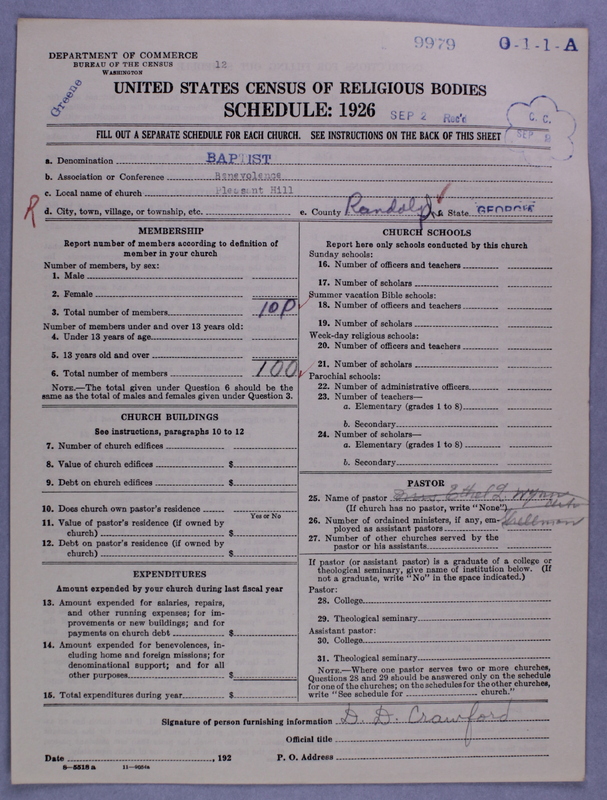 9979 0-1-1-A
DEPARTMENT OF COMMERCE
BUREAU OF THE CENSUS
WASHINGTON
12
Greene
UNITED STATES CENSUS OF RELIGIOUS BODIES
SCHEDULE: 1926
SEP 2 Rec'd
C. C.
SEP
FILL OUT A SEPARATE SCHEDULE FOR EACH CHURCH. SEE INSTRUCTIONS ON THE BACK OF THIS SHEET
a. Denomination BAPTIST
b. Association or Conference Benevolence
c. Local name of church Pleasant Hill
R d. City, town, village, or township, etc. e. County Randolph f. State GEORGIA
MEMBERSHIP
Report number of members according to definition of
member in your church
Number of members, by sex:
1. Male
2. Female
3. Total number of members 100
Number of members under and over 13 years old:
4. Under 13 years of age
5. 13 years old and over
6. Total number of members 100
NOTE.—The total given under Question 6 should be
same as the total of males and females given under Question 3.
CHURCH BUILDINGS
See instructions, paragraphs 10 to 12
7. Number of church edifices
8. Value of church edifices $
9. Debt on church edifices $
10. Does church own pastor's residence
Yes or No
11. Value of pastor's residence (if owned by
church) $
12. Debt on pastor's residence (if owned by
church) $
EXPENDITURES
Amount expended by your church during last fiscal year
13. Amount expended for salaries, repairs,
and other running expenses; for im-
provements or new buildings; and for
payments on church debt $
14. Amount expended for benevolences, in-
cluding home and foreign missions; for
denominational support; and for all
other purposes $
15. Total expenditures during year $
CHURCH SCHOOLS
Report here only schools conducted by this church
Sunday schools:
16. Number of officers and teachers
17. Number of scholars
Summer vacation Bible schools:
18. Number of officers and teachers
19. Number of scholars
Week-day religious schools:
20. Number of officers and teachers
21. Number of scholars
Parochial schools:
22. Number of administrative officers
23. Number of teachers—
a. Elementary (grades 1 to 8)
b. Secondary
24. Number of scholars—
a. Elementary (grades 1 to 8)
b. Secondary
PASTOR
25. Name of pastor Ethel L. Wynn
(If church has no pastor, write "None") Clerk
26. Number of ordained ministers, if any, em-
ployed as assistant pastors
27. Number of other churches served by the
pastor or his assistants
If pastor (or assistant pastor) is a graduate of a college or
theological seminary, give name of institution below. (If
not a graduate, write "No" in the space indicated.)
Pastor:
28. College
29. Theological seminary
Assistant pastor:
30. College
31. Theological seminary
NOTE.—Where one pastor serves two or more churches,
Questions 28 and 29 should be answered only on the schedule
for one of the churches; on the schedules for the other churches,
write "See schedule for church."
Signature of person furnishing information D. D. Crawford
Official title
Date , 192 P. O. Address
8-5518 a